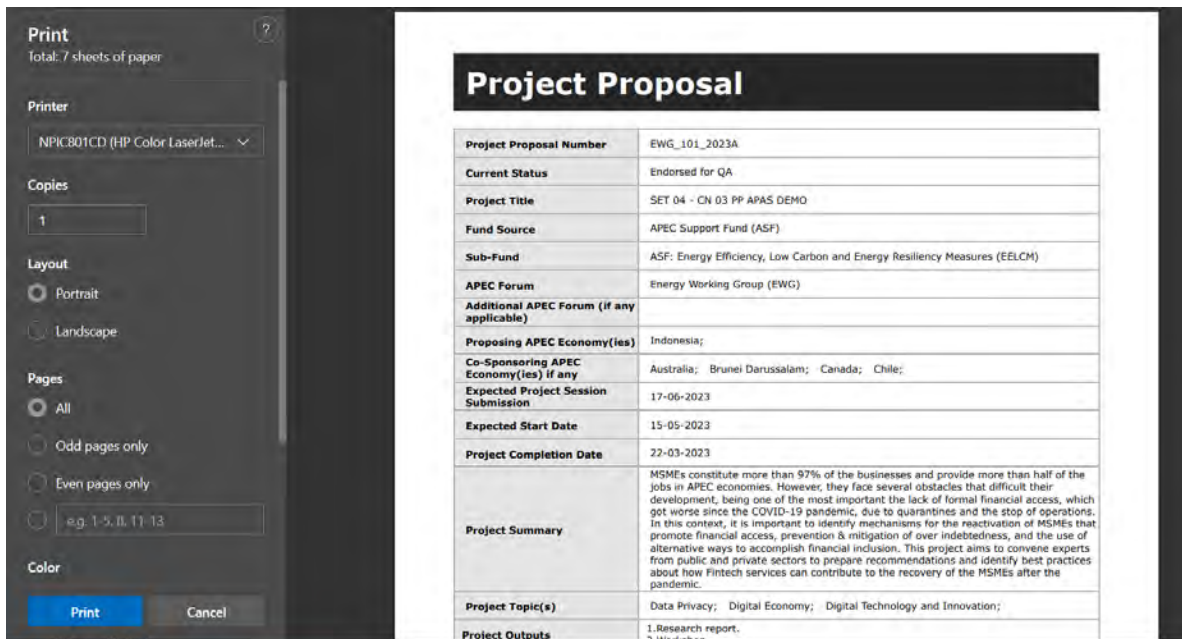 Print
?
Total: 7 sheets of paper
Printer
NPIC801CD (HP Color LaserJet...
Copies
1
Layout
Portrait
Landscape
Pages
All
Odd pages only
Even pages only
e.g. 1-5, 8, 11-13
Color
Print Cancel
Project Proposal
Project Proposal Number EWG_101_2023A
Current Status Endorsed for QA
Project Title SET 04 - CN 03 PP APAS DEMO
Fund Source APEC Support Fund (ASF)
Sub-Fund ASF: Energy Efficiency, Low Carbon and Energy Resiliency Measures (EELCM)
APEC Forum Energy Working Group (EWG)
Additional APEC Forum (if any
applicable)
Proposing APEC Economy(ies) Indonesia;
Co-Sponsoring APEC
Economy(ies) if any
Australia; Brunei Darussalam; Canada; Chile;
Expected Project Session
Submission
17-06-2023
Expected Start Date 15-05-2023
Project Completion Date 22-03-2023
Project Summary
MSMEs constitute more than 97% of the businesses and provide more than half of the
jobs in APEC economies. However, they face several obstacles that difficult their
development, being one of the most important the lack of formal financial access, which
got worse since the COVID-19 pandemic, due to quarantines and the stop of operations.
In this context, it is important to identify mechanisms for the reactivation of MSMEs that
promote financial access, prevention & mitigation of over indebtedness, and the use of
alternative ways to accomplish financial inclusion. This project aims to convene experts
from public and private sectors to prepare recommendations and identify best practices
about how Fintech services can contribute to the recovery of the MSMEs after the
pandemic.
Project Topic(s) Data Privacy; Digital Economy; Digital Technology and Innovation;
Project Outputs
1.Research report.